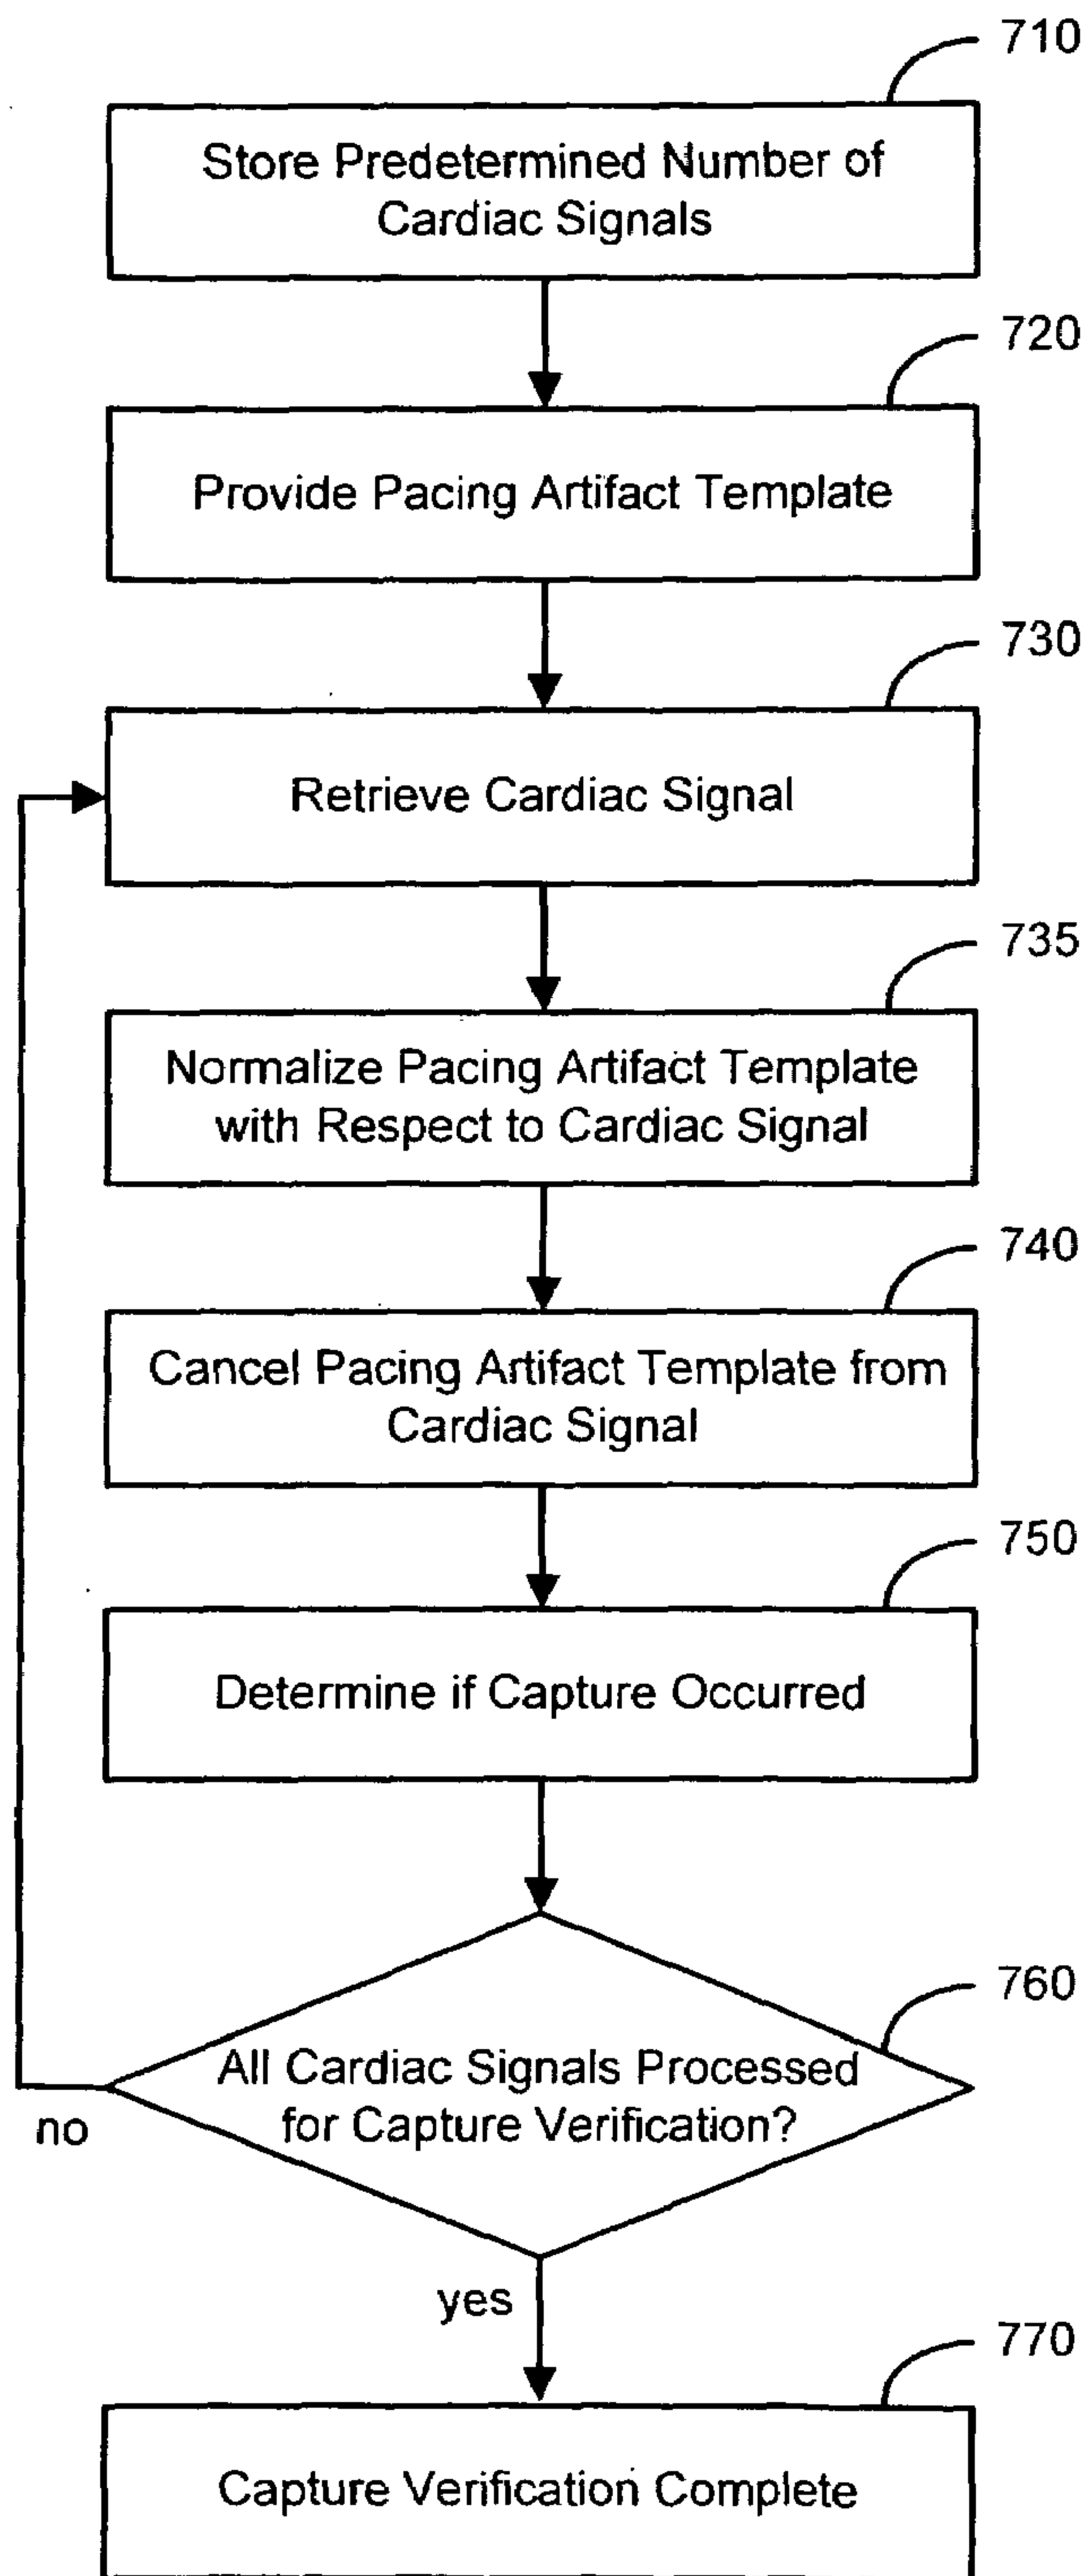 710
Store Predetermined Number of
Cardiac Signals
720
Provide Pacing Artifact Template
730
Retrieve Cardiac Signal
735
Normalize Pacing Artifact Template
with Respect to Cardiac Signal
740
Cancel Pacing Artifact Template from
Cardiac Signal
750
Determine if Capture Occurred
760
All Cardiac Signals Processed
for Capture Verification?
no
yes
770
Capture Verification Complete